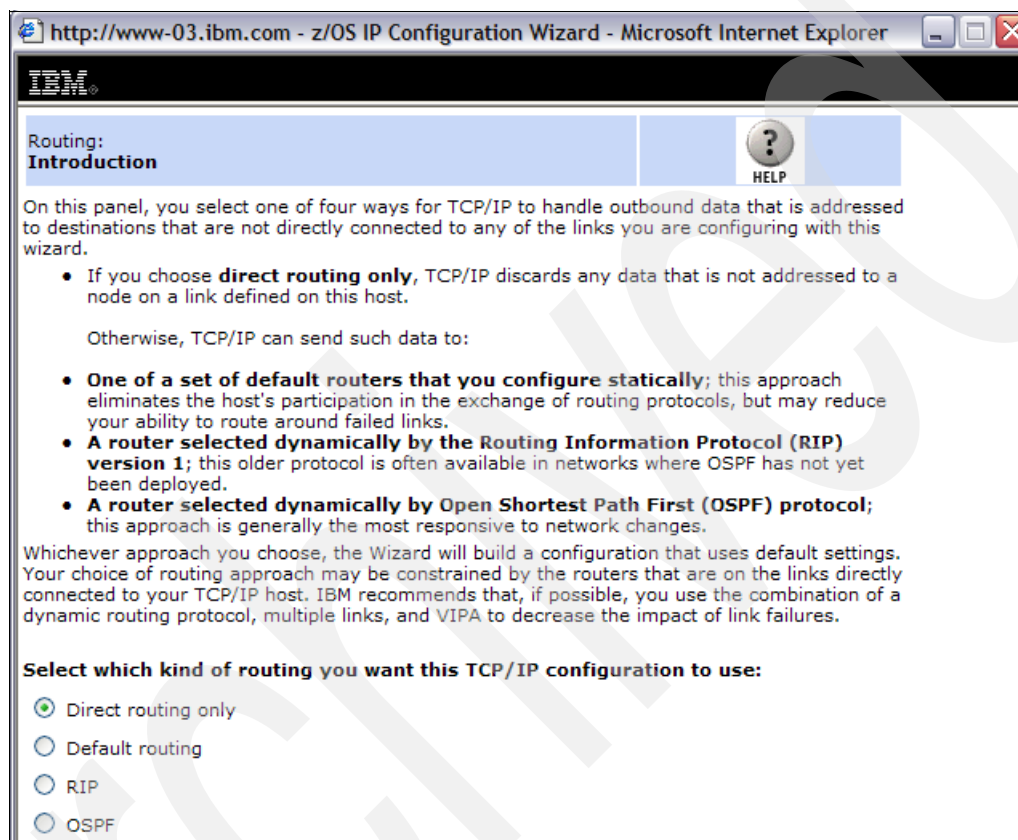 http://www-03.ibm.com - z/OS IP Configuration Wizard - Microsoft Internet Explorer
IBM®
Routing:
Introduction
HELP
On this panel, you select one of four ways for TCP/IP to handle outbound data that is addressed
to destinations that are not directly connected to any of the links you are configuring with this
wizard.
• If you choose direct routing only, TCP/IP discards any data that is not addressed to a
node on a link defined on this host.
Otherwise, TCP/IP can send such data to:
• One of a set of default routers that you configure statically; this approach
eliminates the host's participation in the exchange of routing protocols, but may reduce
your ability to route around failed links.
• A router selected dynamically by the Routing Information Protocol (RIP)
version 1; this older protocol is often available in networks where OSPF has not yet
been deployed.
• A router selected dynamically by Open Shortest Path First (OSPF) protocol;
this approach is generally the most responsive to network changes.
Whichever approach you choose, the Wizard will build a configuration that uses default settings.
Your choice of routing approach may be constrained by the routers that are on the links directly
connected to your TCP/IP host. IBM recommends that, if possible, you use the combination of a
dynamic routing protocol, multiple links, and VIPA to decrease the impact of link failures.
Select which kind of routing you want this TCP/IP configuration to use:
Direct routing only
Default routing
RIP
OSPF